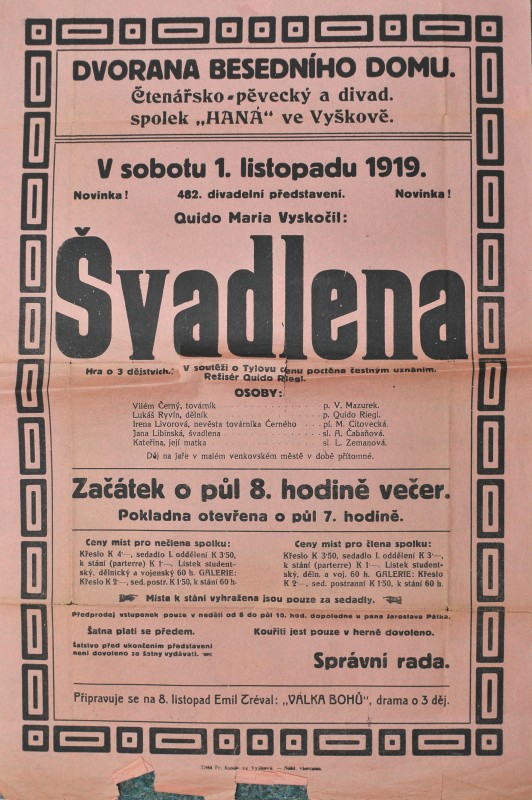 DVORANA BESEDNÍHO DOMU.
Čtenářsko-pěvecký a divad.
spolek „HANÁ" ve Vyškově.
V sobotu 1. listopadu 1919.
Novinka! 482. divadelní představení. Novinka!
Quido Maria Vyskočil:
Švadlena
Hra o 3 dějstvích. V soutěži o Tylovu cenu poctěna čestným uznáním.
Režisér Quido Riegl.
OSOBY:
Vilém Černý, továrník p. V. Mazurek.
Lukáš Ryvín, dělník p. Quido Riegl.
Irena Livorová, nevěsta továrníka Černého pí. M. Citovecká.
Jana Libínská, švadlena sl. A. Čabaňová.
Kateřina, její matka sl. L. Zemanová.
Děj na jaře v malém venkovském městě v době přítomné.
Začátek o půl 8. hodině večer.
Pokladna otevřena o půl 7. hodině.
Ceny míst pro nečlena spolku:
Křeslo K 4·—, sedadlo I. oddělení K 3·50,
k stání (parterre) K 1·—, Lístek student-
ský, dělnický a vojenský 60 h. GALERIE:
Křeslo K 2·—, sed. postr. K 1·50, k stání 60 h.
Ceny míst pro člena spolku:
Křeslo K 3·50, sedadlo I. oddělení K 3·—,
k stání (parterre) K 1·—. Lístek student-
ský, děln. a voj. 60 h. GALERIE: Křeslo
K 2·—, sed. postranní K 1·50, k stání 60 h.
Místa k stání vyhražena jsou pouze za sedadly.
Předprodej vstupenek pouze v neděli od 8 do půl 10. hod. dopoledne u pana Jaroslava Pátka.
Šatna platí se předem. Kouřiti jest pouze v herně dovoleno.
Šatstvo před ukončením představení
není dovoleno ze šatny vydávati.
Správní rada.
Připravuje se na 8. listopad Emil Tréval: „VÁLKA BOHŮ", drama o 3 děj.